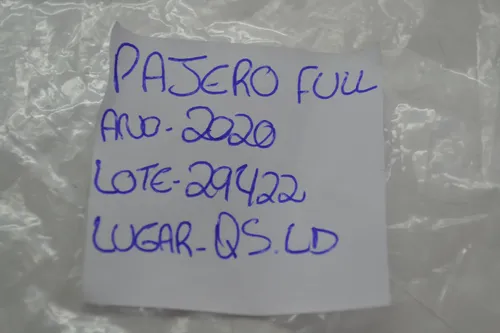 PAJERO FULL
ANO-2020
LOTE-29422
LUGAR-QS.LD